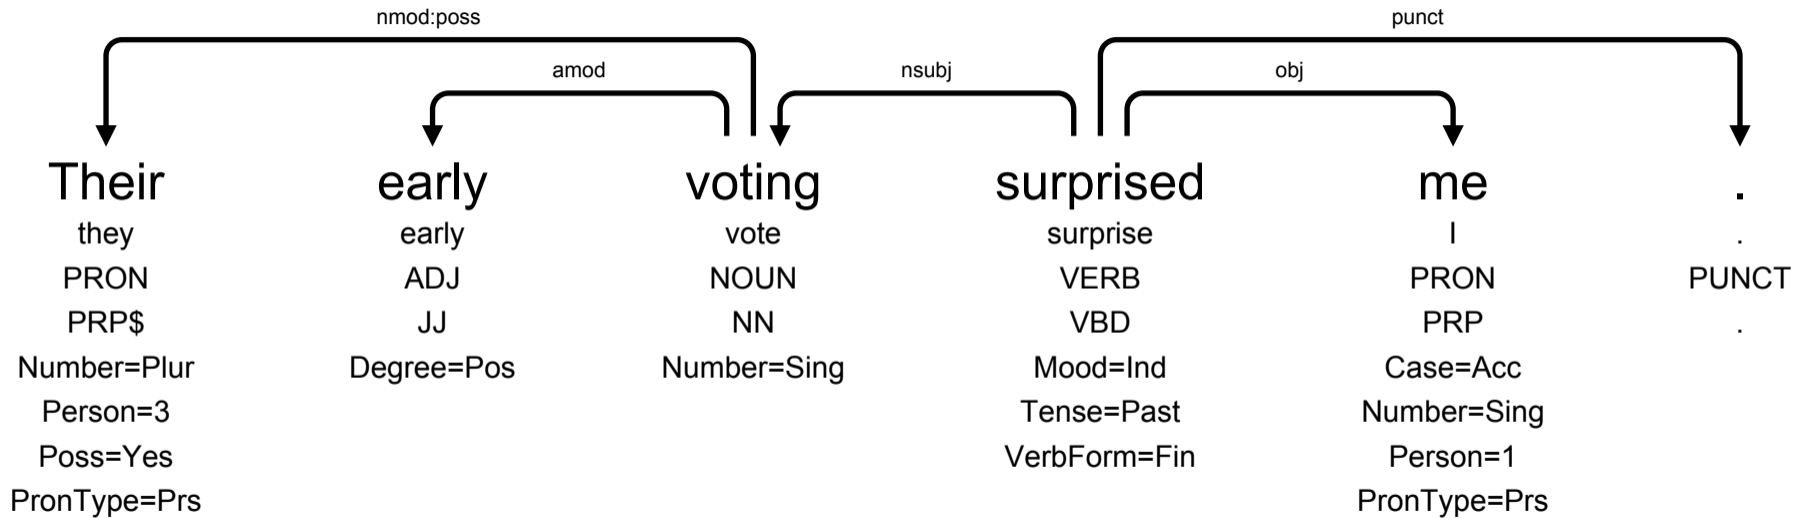 nmod:poss punct
amod nsubj obj
Their early voting surprised me .
they early vote surprise I .
PRON ADJ NOUN VERB PRON PUNCT
PRP$ JJ NN VBD PRP .
Number=Plur Degree=Pos Number=Sing Mood=Ind Case=Acc
Person=3 Tense=Past Number=Sing
Poss=Yes VerbForm=Fin Person=1
PronType=Prs PronType=Prs